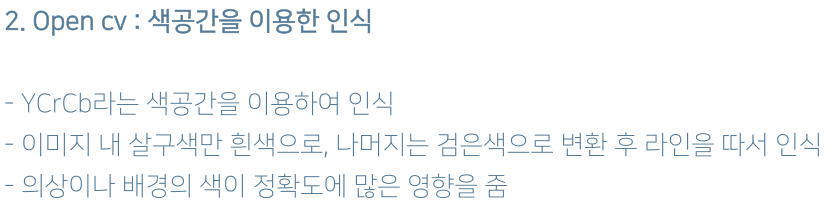 2. Open cv : 색공간을 이용한 인식
- YCrCb라는 색공간을 이용하여 인식
- 이미지 내 살구색만 흰색으로, 나머지는 검은색으로 변환 후 라인을 따서 인식
- 의상이나 배경의 색이 정확도에 많은 영향을 줌